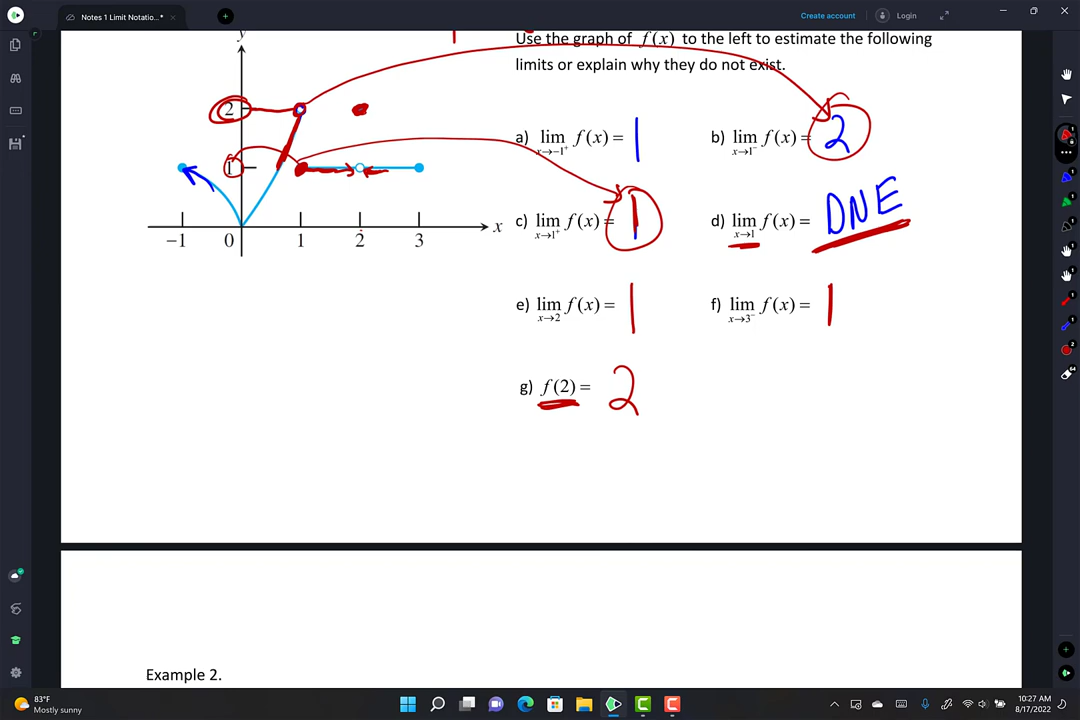 Notes 1 Limit Notatio...*
Create account
Login
Use the graph of f(x) to the left to estimate the following
limits or explain why they do not exist.
y
2
1
−1 0 1 2 3 x
a) lim x→−1⁺ f(x) = 1
b) lim x→1⁻ f(x) = 2
c) lim x→1⁺ f(x) = 1
d) lim x→1 f(x) = DNE
e) lim x→2 f(x) = 1
f) lim x→3⁻ f(x) = 1
g) f(2) = 2
Example 2.
83°F
Mostly sunny
10:27 AM
8/17/2022